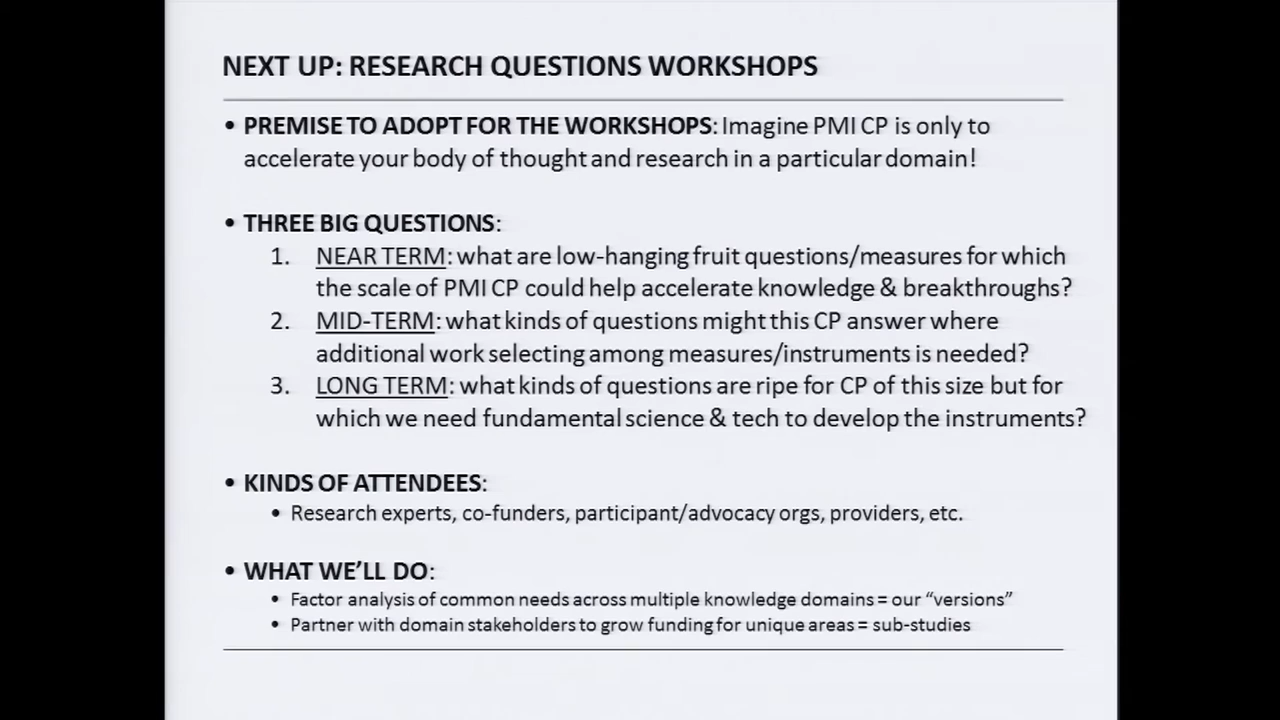 NEXT UP: RESEARCH QUESTIONS WORKSHOPS
• PREMISE TO ADOPT FOR THE WORKSHOPS: Imagine PMI CP is only to
accelerate your body of thought and research in a particular domain!
• THREE BIG QUESTIONS:
1. NEAR TERM: what are low-hanging fruit questions/measures for which
the scale of PMI CP could help accelerate knowledge & breakthroughs?
2. MID-TERM: what kinds of questions might this CP answer where
additional work selecting among measures/instruments is needed?
3. LONG TERM: what kinds of questions are ripe for CP of this size but for
which we need fundamental science & tech to develop the instruments?
• KINDS OF ATTENDEES:
• Research experts, co-funders, participant/advocacy orgs, providers, etc.
• WHAT WE'LL DO:
• Factor analysis of common needs across multiple knowledge domains = our “versions”
• Partner with domain stakeholders to grow funding for unique areas = sub-studies